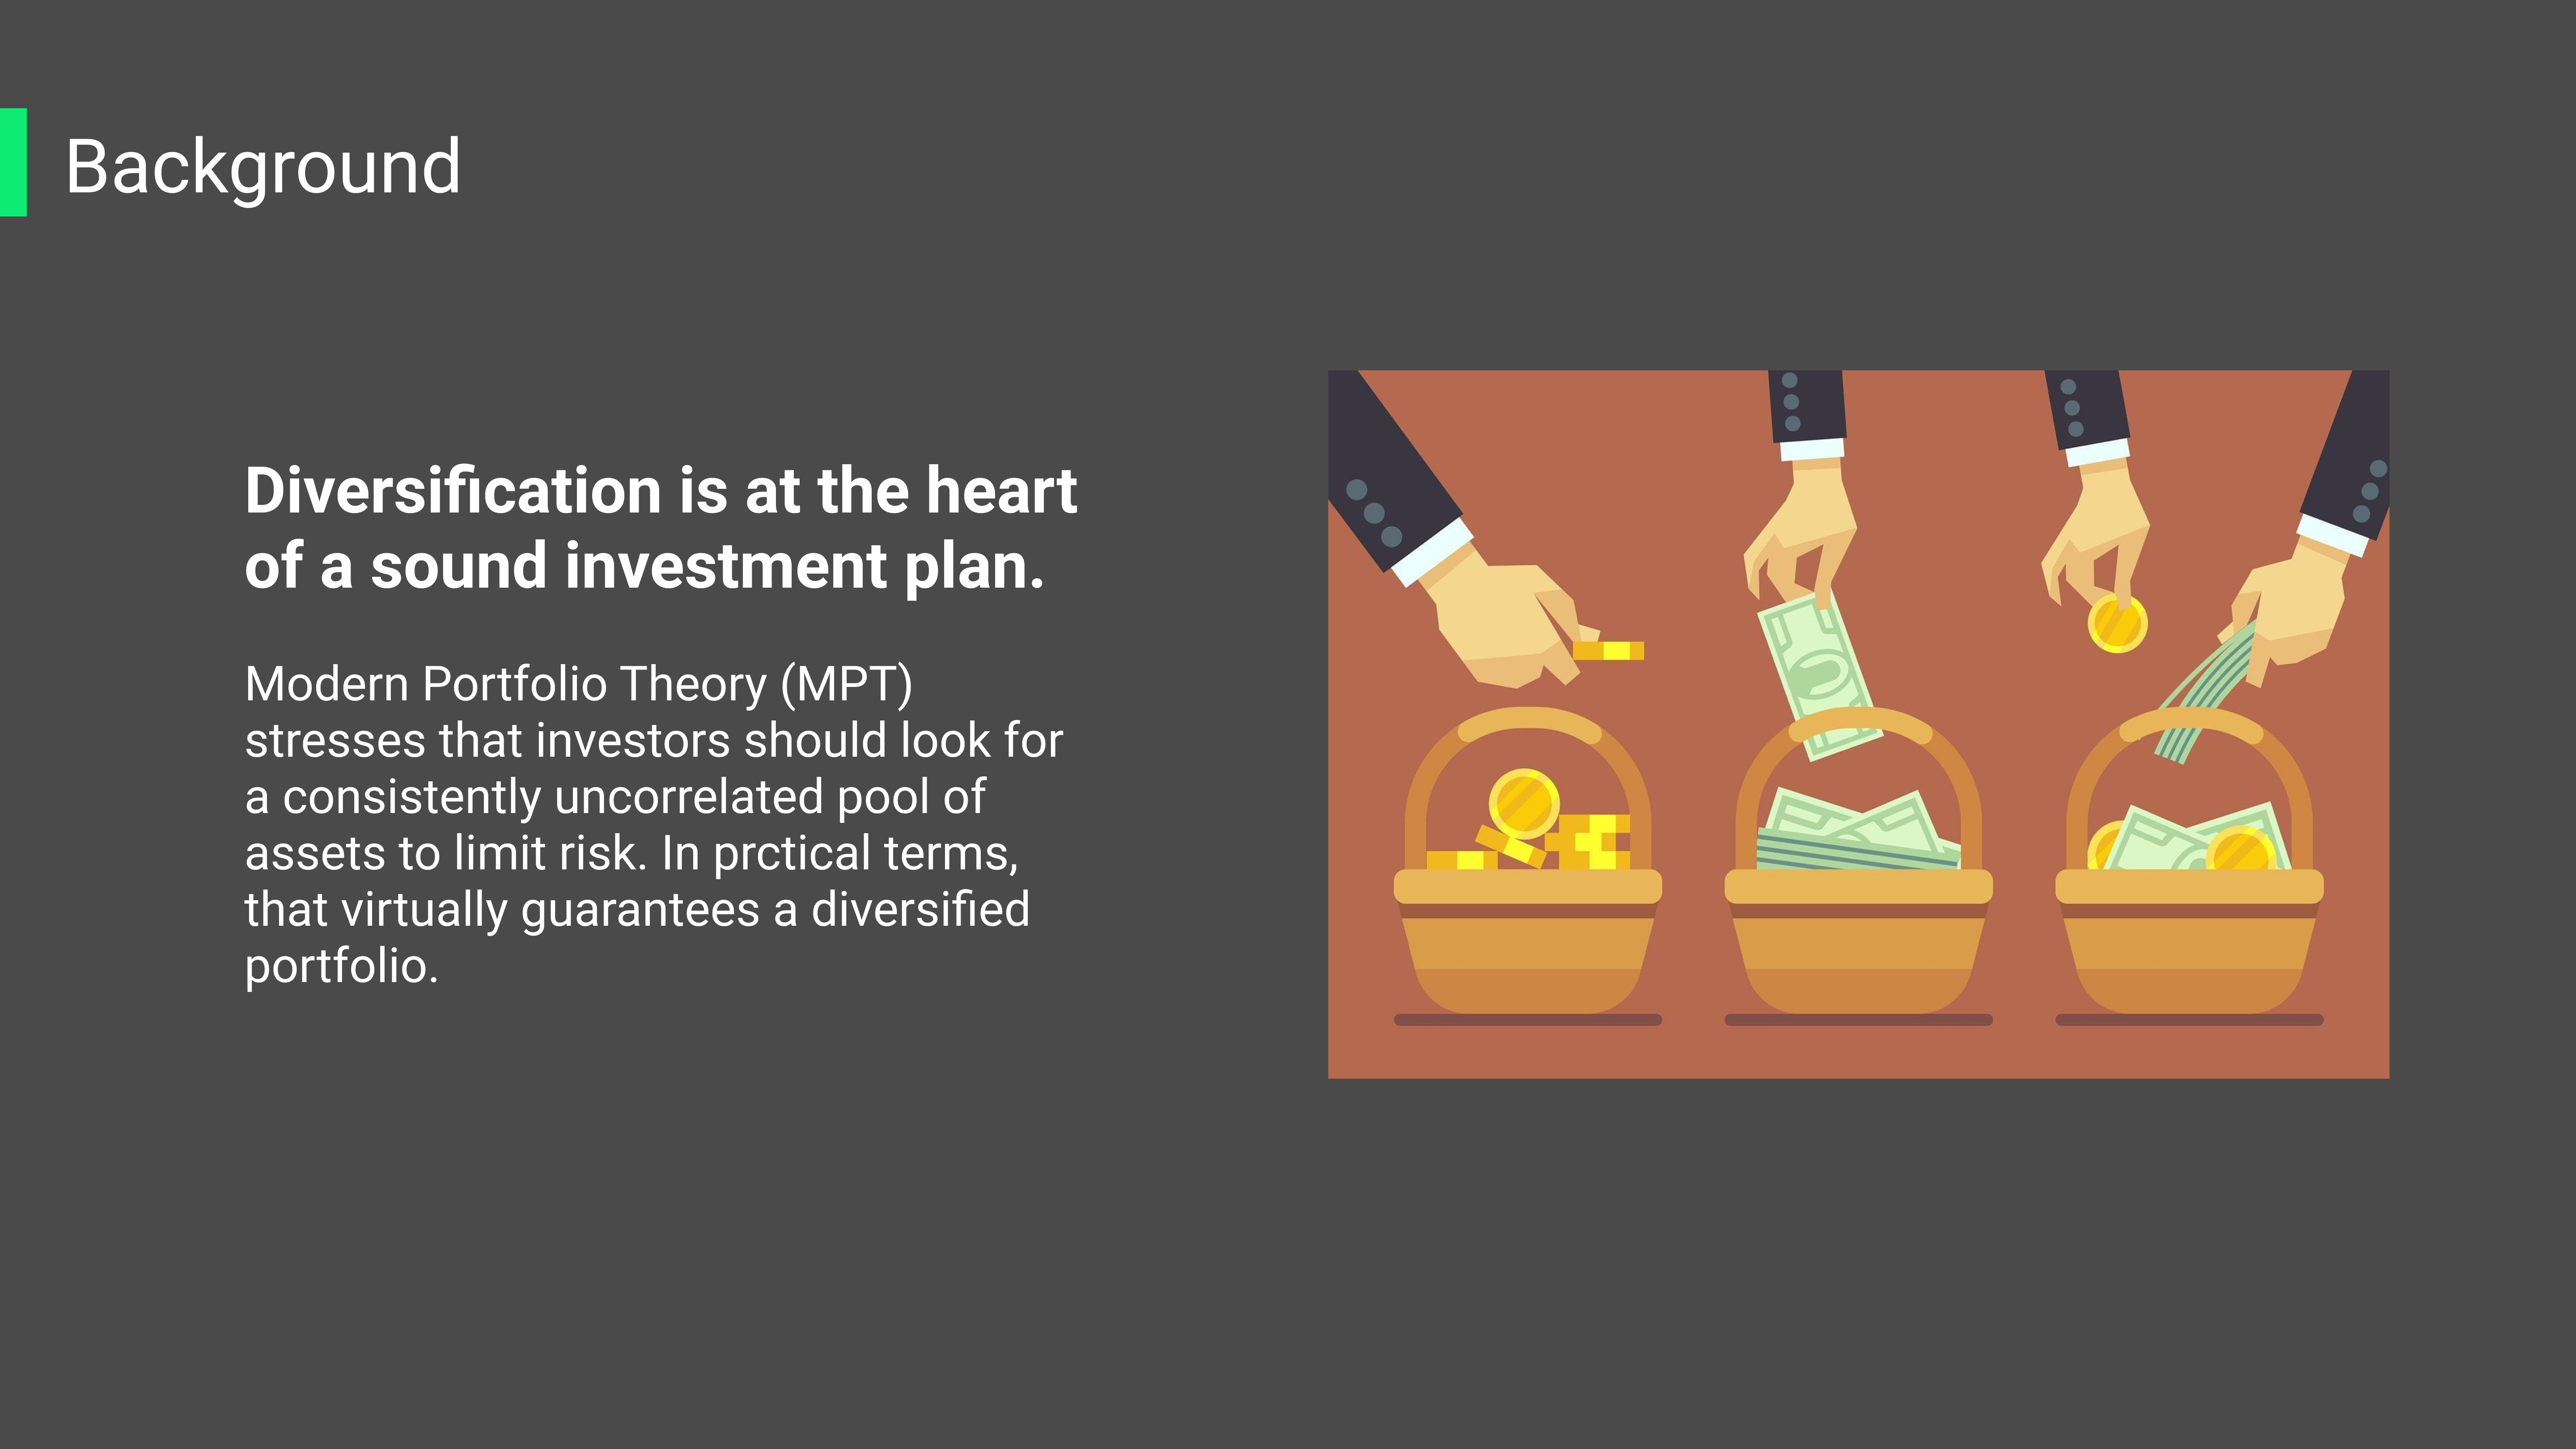 Background
Diversification is at the heart
of a sound investment plan.
Modern Portfolio Theory (MPT)
stresses that investors should look for
a consistently uncorrelated pool of
assets to limit risk. In prctical terms,
that virtually guarantees a diversified
portfolio.